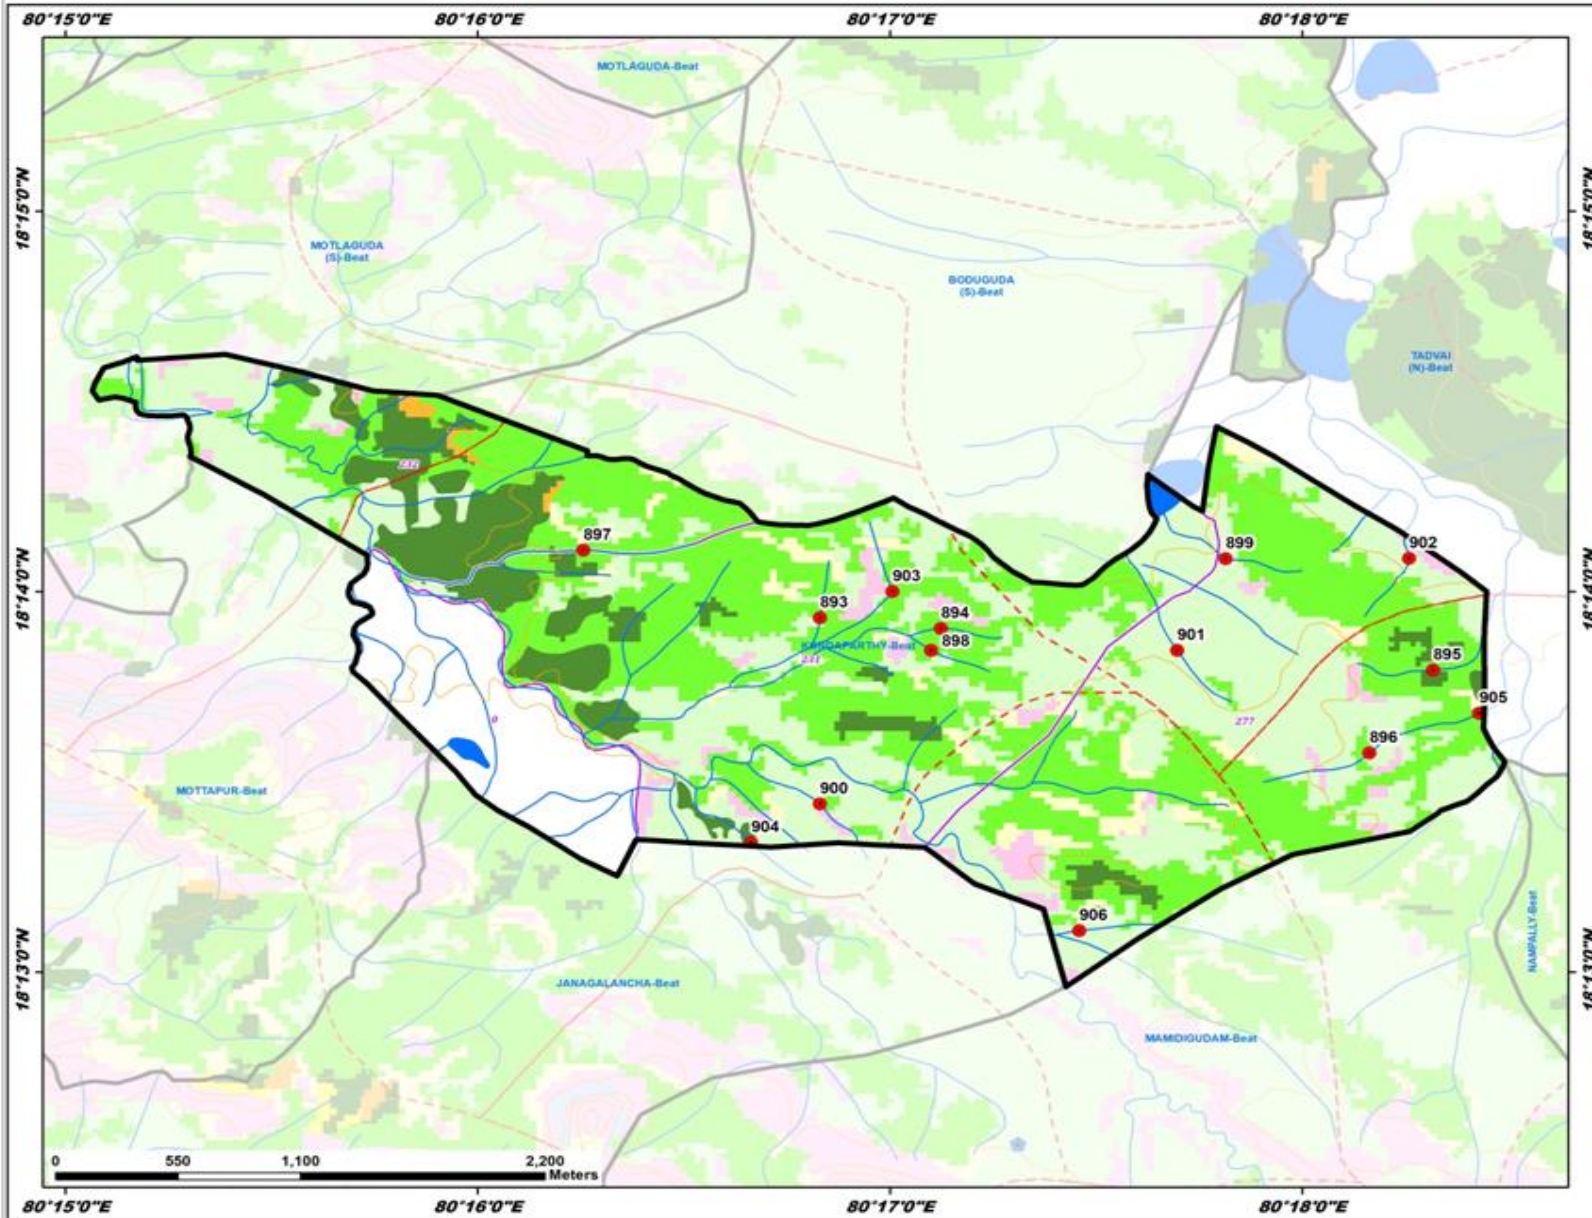 80°15'0"E
80°16'0"E
80°17'0"E
80°18'0"E
MOTLAGUDA-Beat
18°15'0"N
18°15'0"N
MOTLAGUDA
(S)-Beat
BODUGUDA
(S)-Beat
TADVAI
(N)-Beat
232
897
899
902
18°14'0"N
18°14'0"N
903
893
894
898
901
895
231
905
277
0
896
MOTTAPUR-Beat
900
904
906
NAMPALLY-Beat
18°13'0"N
18°13'0"N
JANAGALANCHA-Beat
MAMIDIGUDAM-Beat
0
550
1,100
2,200
Meters
80°15'0"E
80°16'0"E
80°17'0"E
80°18'0"E